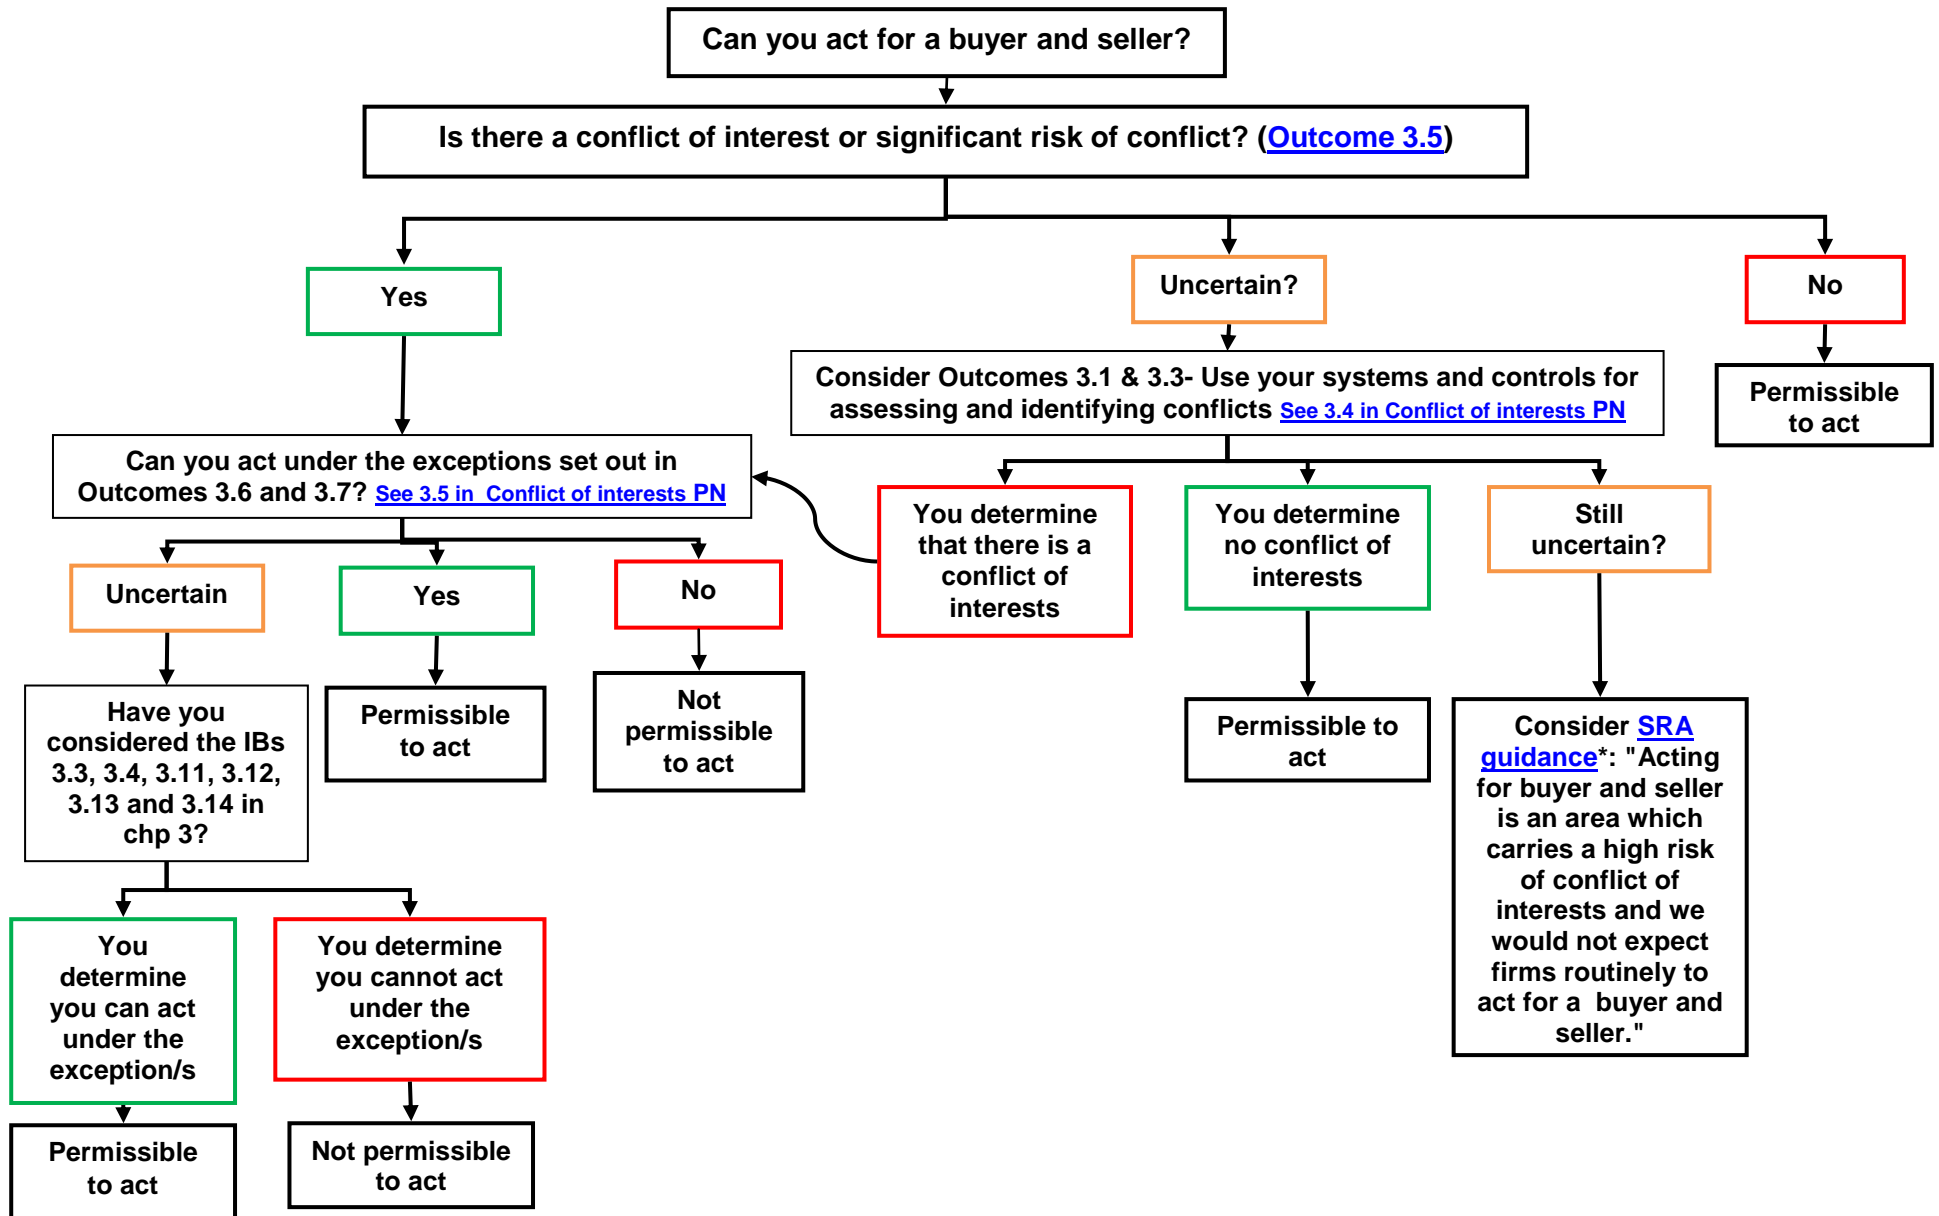 Can you act for a buyer and seller?
Is there a conflict of interest or significant risk of conflict? (Outcome 3.5)
Yes
Uncertain?
No
Consider Outcomes 3.1 & 3.3- Use your systems and controls for
assessing and identifying conflicts See 3.4 in Conflict of interests PN
Permissible
to act
Can you act under the exceptions set out in
Outcomes 3.6 and 3.7? See 3.5 in  Conflict of interests PN
You determine
that there is a
conflict of
interests
You determine
no conflict of
interests
Still
uncertain?
Uncertain
Yes
No
Have you
considered the IBs
3.3, 3.4, 3.11, 3.12,
3.13 and 3.14 in
chp 3?
Permissible
to act
Not
permissible
to act
Permissible to
act
Consider SRA
guidance*: "Acting
for buyer and seller
is an area which
carries a high risk
of conflict of
interests and we
would not expect
firms routinely to
act for a  buyer and
seller."
You
determine
you can act
under the
exception/s
You determine
you cannot act
under the
exception/s
Permissible
to act
Not permissible
to act